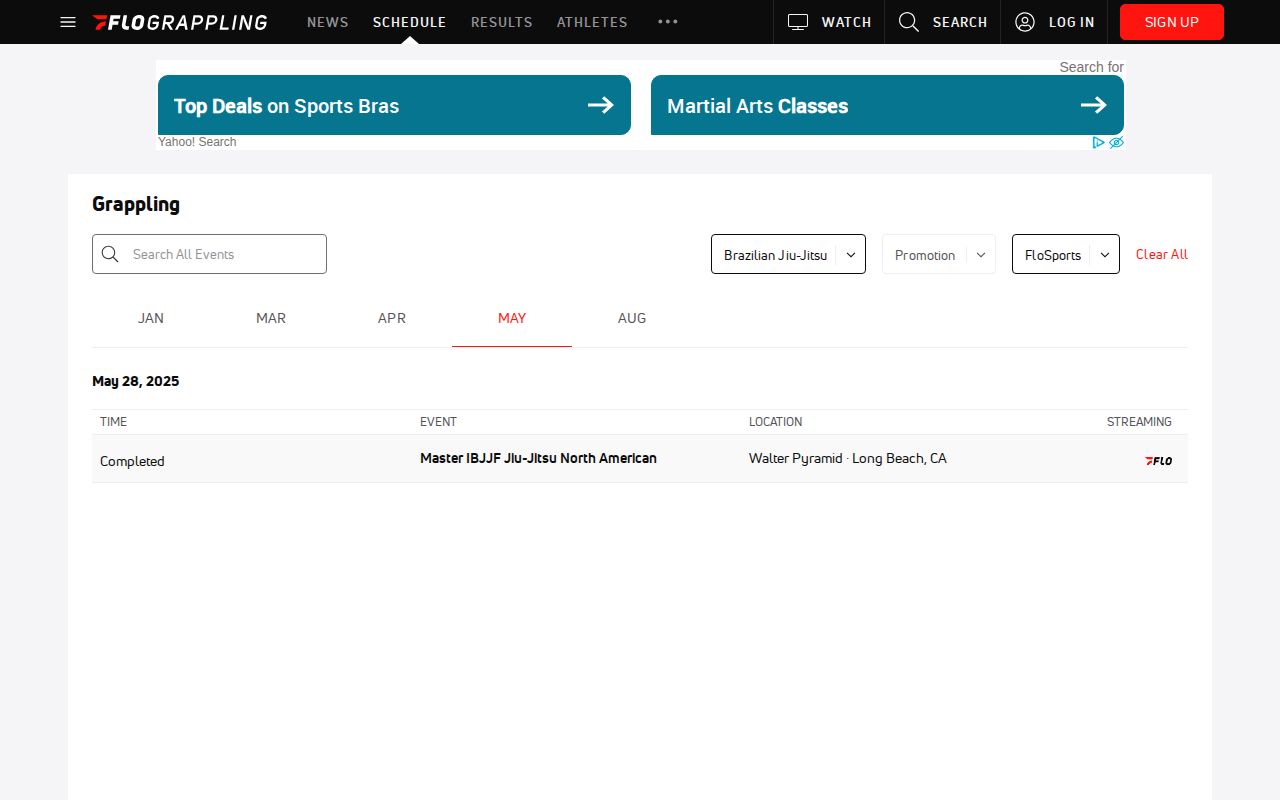 FLOGRAPPLING NEWS SCHEDULE RESULTS ATHLETES WATCH SEARCH LOG IN SIGN UP
Search for
Top Deals on Sports Bras
Martial Arts Classes
Yahoo! Search
Grappling
Search All Events
Brazilian Jiu-Jitsu
Promotion
FloSports
Clear All
JAN MAR APR MAY AUG
May 28, 2025
TIME EVENT LOCATION STREAMING
Completed Master IBJJF Jiu-Jitsu North American Walter Pyramid · Long Beach, CA FLO